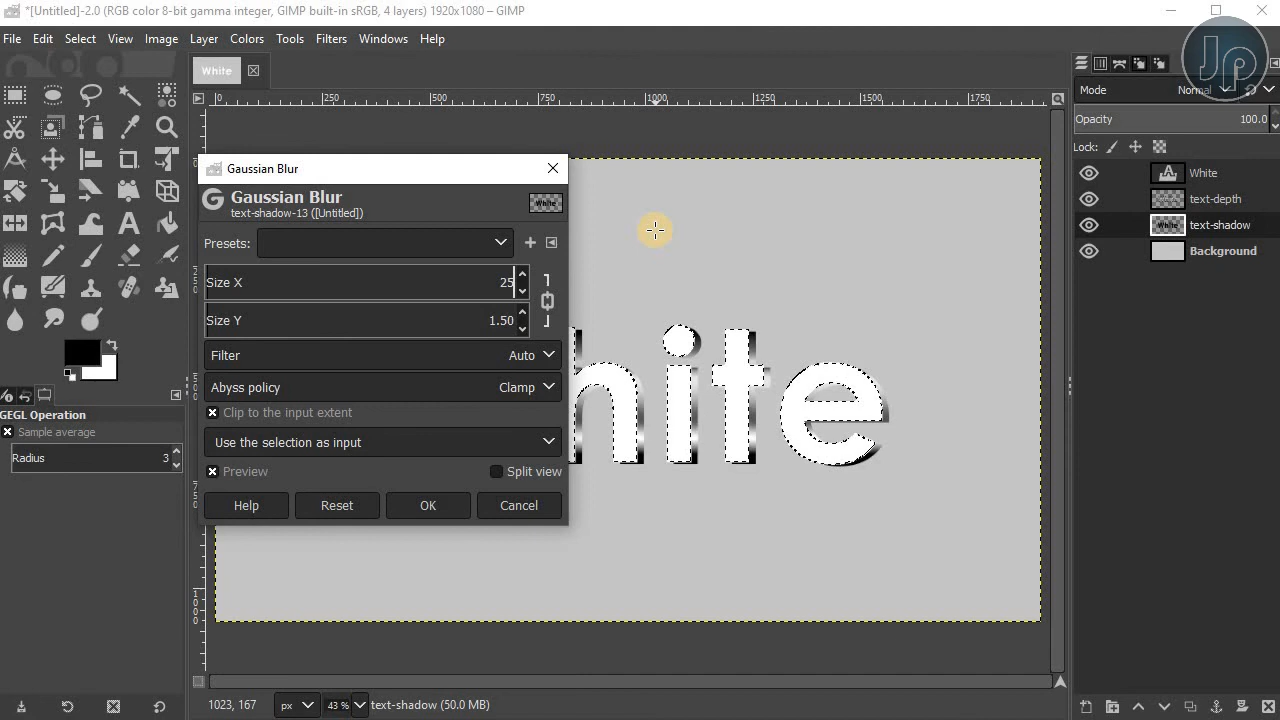 *[Untitled]-2.0 (RGB color 8-bit gamma integer, GIMP built-in sRGB, 4 layers) 1920x1080 – GIMP
File Edit Select View Image Layer Colors Tools Filters Windows Help
Jp
White
Mode Normal
0 250 500 750 1000 1250 1500 1750
Opacity 100.0
Lock:
Gaussian Blur
White
Gaussian Blur
text-shadow-13 ([Untitled])
text-depth
Presets:
text-shadow
Background
Size X 25
Size Y 1.50
Filter Auto
Abyss policy Clamp
Clip to the input extent
hite
GEGL Operation
Sample average
Use the selection as input
Radius 3
Preview Split view
Help Reset OK Cancel
1023, 167 px 43 % text-shadow (50.0 MB)